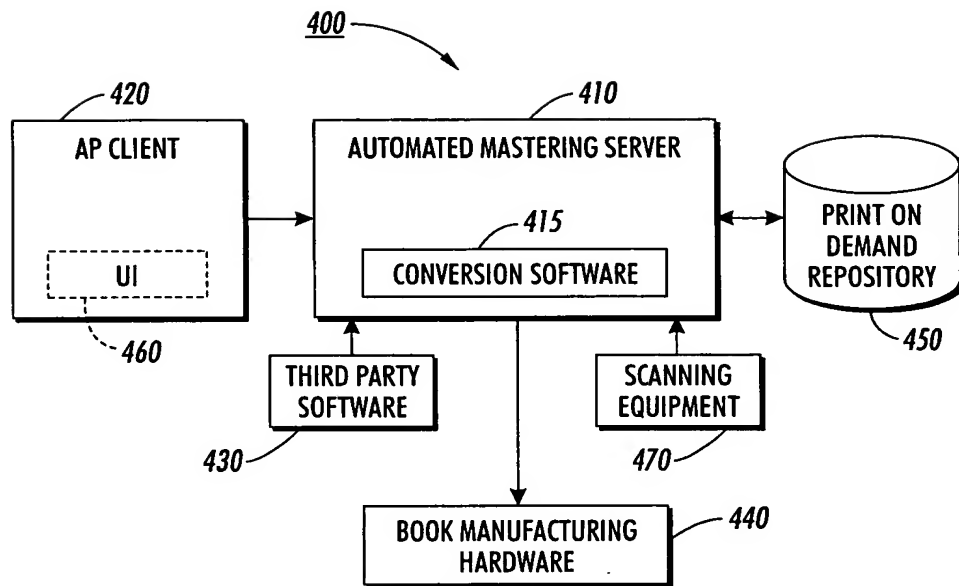 400
420
410
AP CLIENT
AUTOMATED MASTERING SERVER
415
UI
CONVERSION SOFTWARE
PRINT ON
DEMAND
REPOSITORY
460
450
THIRD PARTY
SOFTWARE
SCANNING
EQUIPMENT
430
470
BOOK MANUFACTURING
HARDWARE
440